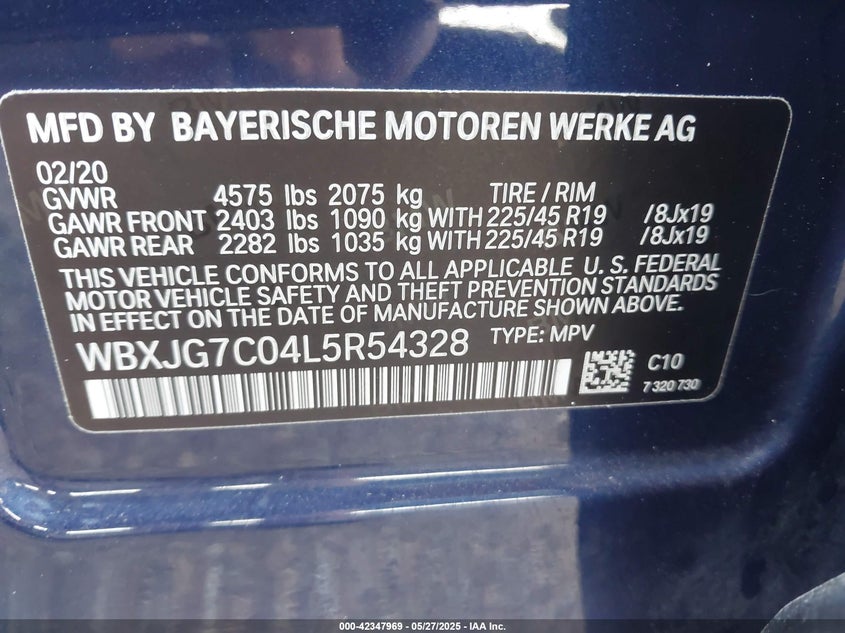 MFD BY BAYERISCHE MOTOREN WERKE AG
02/20
GVWR 4575 lbs 2075 kg TIRE / RIM
GAWR FRONT 2403 lbs 1090 kg WITH 225/45 R19 /8Jx19
GAWR REAR 2282 lbs 1035 kg WITH 225/45 R19 /8Jx19
THIS VEHICLE CONFORMS TO ALL APPLICABLE U. S. FEDERAL
MOTOR VEHICLE SAFETY AND THEFT PREVENTION STANDARDS
IN EFFECT ON THE DATE OF MANUFACTURE SHOWN ABOVE.
WBXJG7C04L5R54328 TYPE: MPV
C10
7 320 730
000-42347969 - 05/27/2025 - IAA Inc.